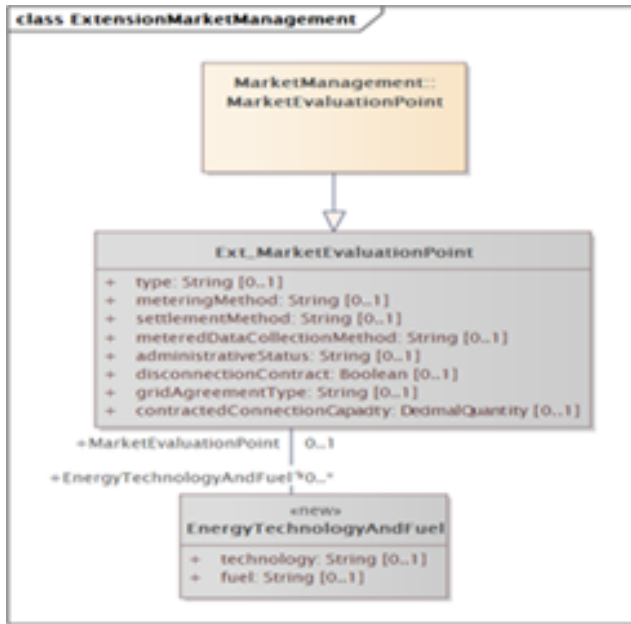 class ExtensionMarketManagement
MarketManagement::
MarketEvaluationPoint
Ext_MarketEvaluationPoint
+ type: String [0..1]
+ meteringMethod: String [0..1]
+ settlementMethod: String [0..1]
+ meteredDataCollectionMethod: String [0..1]
+ administrativeStatus: String [0..1]
+ disconnectionContract: Boolean [0..1]
+ gridAgreementType: String [0..1]
+ contractedConnectionCapacity: DecimalQuantity [0..1]
+MarketEvaluationPoint 0..1
+EnergyTechnologyAndFuel 0..*
«new»
EnergyTechnologyAndFuel
+ technology: String [0..1]
+ fuel: String [0..1]